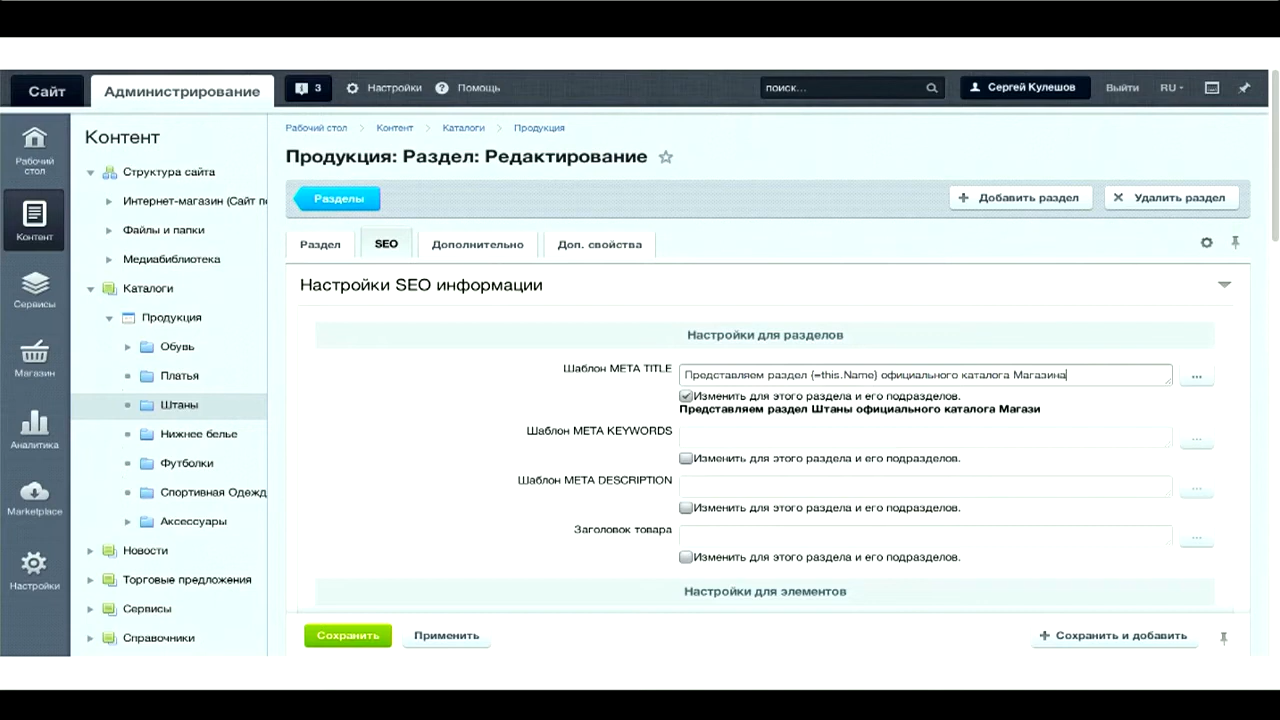 Сайт
Администрирование
3
Настройки
Помощь
поиск...
Сергей Кулешов
Выйти
RU
Рабочий стол
Контент
Сервисы
Магазин
Аналитика
Marketplace
Настройки
Контент
Структура сайта
Интернет-магазин (Сайт п
Файлы и папки
Медиабиблиотека
Каталоги
Продукция
Обувь
Платья
Штаны
Нижнее белье
Футболки
Спортивная Одежд
Аксессуары
Новости
Торговые предложения
Сервисы
Справочники
Рабочий стол
Контент
Каталоги
Продукция
Продукция: Раздел: Редактирование
Разделы
Добавить раздел
Удалить раздел
Раздел
SEO
Дополнительно
Доп. свойства
Настройки SEO информации
Настройки для разделов
Шаблон META TITLE
Представляем раздел {=this.Name} официального каталога Магазина
...
Изменить для этого раздела и его подразделов.
Представляем раздел Штаны официального каталога Магази
Шаблон META KEYWORDS
...
Изменить для этого раздела и его подразделов.
Шаблон META DESCRIPTION
...
Изменить для этого раздела и его подразделов.
Заголовок товара
...
Изменить для этого раздела и его подразделов.
Настройки для элементов
Сохранить
Применить
Сохранить и добавить